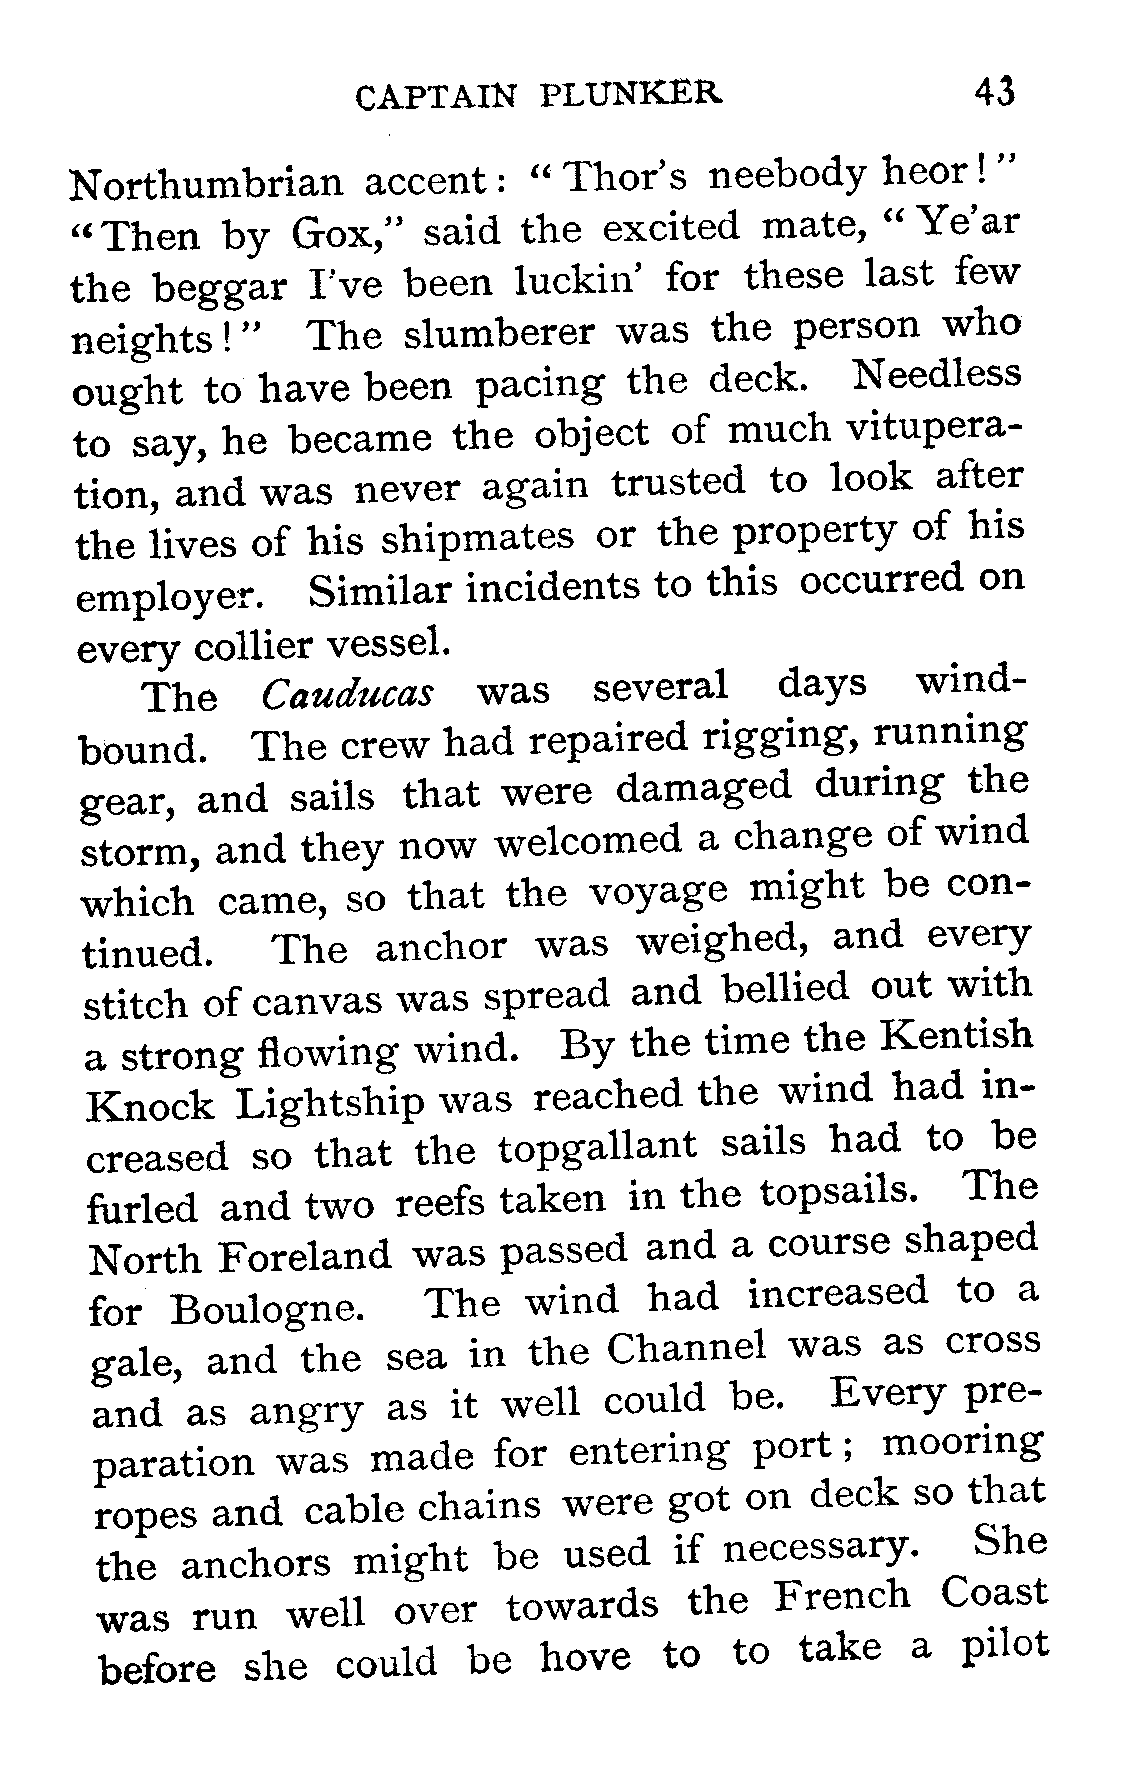 CAPTAIN PLUNKER 43
Northumbrian accent: “ Thor’s neebody heor ! ”
“ Then by Gox,” said the excited mate, “ Ye’ar
the beggar I’ve been luckin’ for these last few
neights ! ” The slumberer was the person who
ought to have been pacing the deck. Needless
to say, he became the object of much vitupera-
tion, and was never again trusted to look after
the lives of his shipmates or the property of his
employer. Similar incidents to this occurred on
every collier vessel.
The Cauducas was several days wind-
bound. The crew had repaired rigging, running
gear, and sails that were damaged during the
storm, and they now welcomed a change of wind
which came, so that the voyage might be con-
tinued. The anchor was weighed, and every
stitch of canvas was spread and bellied out with
a strong flowing wind. By the time the Kentish
Knock Lightship was reached the wind had in-
creased so that the topgallant sails had to be
furled and two reefs taken in the topsails. The
North Foreland was passed and a course shaped
for Boulogne. The wind had increased to a
gale, and the sea in the Channel was as cross
and as angry as it well could be. Every pre-
paration was made for entering port ; mooring
ropes and cable chains were got on deck so that
the anchors might be used if necessary. She
was run well over towards the French Coast
before she could be hove to to take a pilot